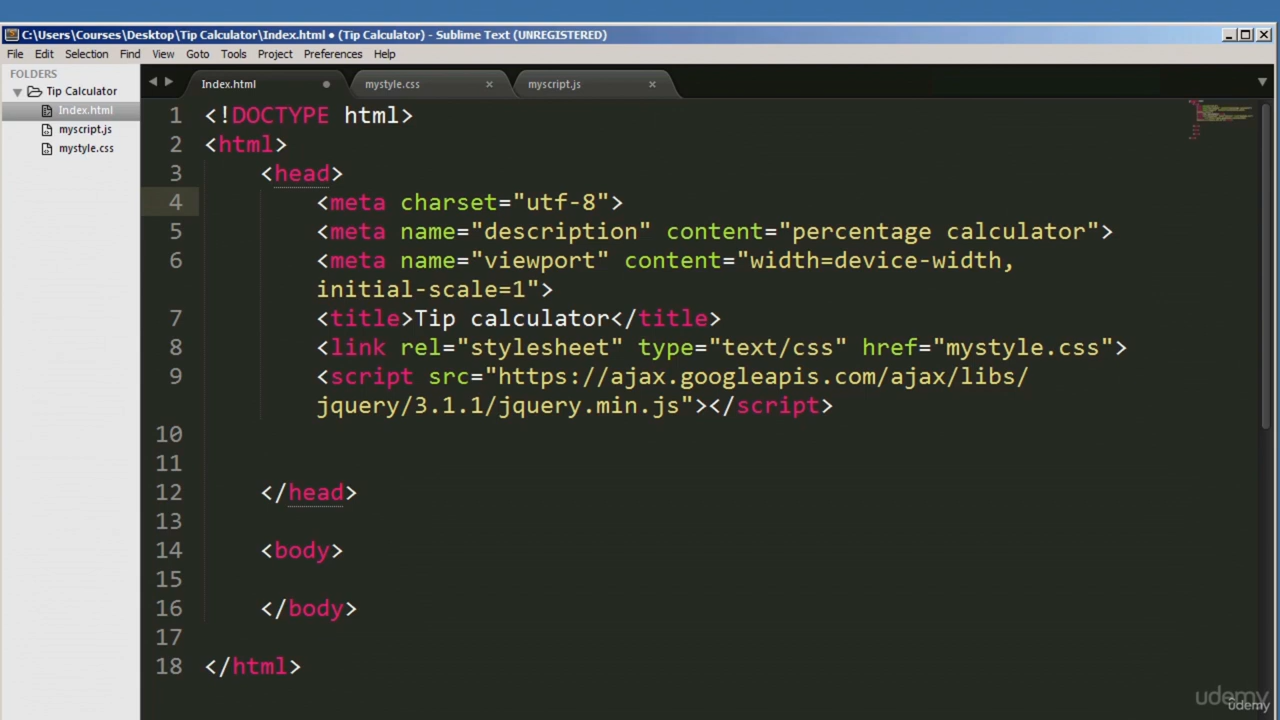 C:\Users\Courses\Desktop\Tip Calculator\Index.html • (Tip Calculator) - Sublime Text (UNREGISTERED)
File Edit Selection Find View Goto Tools Project Preferences Help
FOLDERS
Tip Calculator
Index.html
myscript.js
mystyle.css
Index.html mystyle.css myscript.js
1 <!DOCTYPE html>
2 <html>
3 <head>
4 <meta charset="utf-8">
5 <meta name="description" content="percentage calculator">
6 <meta name="viewport" content="width=device-width,
initial-scale=1">
7 <title>Tip calculator</title>
8 <link rel="stylesheet" type="text/css" href="mystyle.css">
9 <script src="https://ajax.googleapis.com/ajax/libs/
jquery/3.1.1/jquery.min.js"></script>
10
11
12 </head>
13
14 <body>
15
16 </body>
17
18 </html>
udemy
udemy